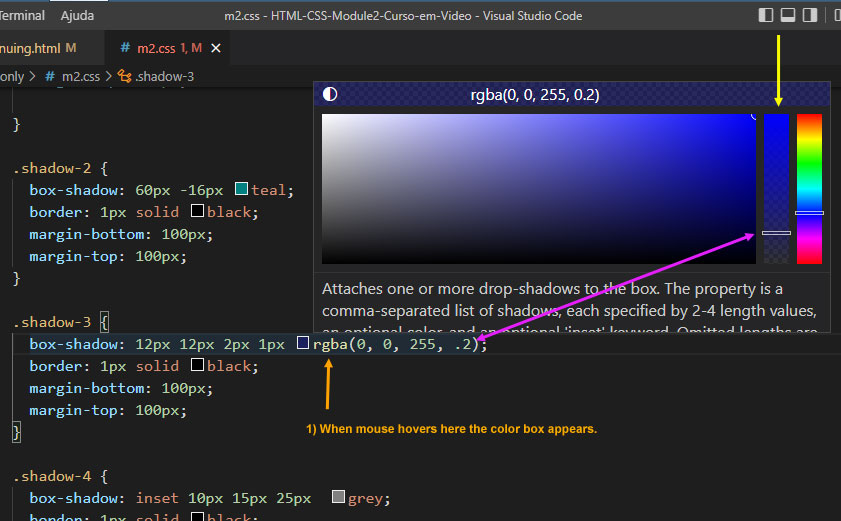 Terminal Ajuda m2.css - HTML-CSS-Module2-Curso-em-Video - Visual Studio Code
nuing.html M # m2.css 1, M
only > # m2.css > .shadow-3
rgba(0, 0, 255, 0.2)
}
.shadow-2 {
box-shadow: 60px -16px teal;
border: 1px solid black;
margin-bottom: 100px;
margin-top: 100px;
}
Attaches one or more drop-shadows to the box. The property is a
comma-separated list of shadows, each specified by 2-4 length values,
an optional color, and an optional 'inset' keyword. Omitted lengths are
.shadow-3 {
box-shadow: 12px 12px 2px 1px rgba(0, 0, 255, .2);
border: 1px solid black;
margin-bottom: 100px;
margin-top: 100px;
}
1) When mouse hovers here the color box appears.
.shadow-4 {
box-shadow: inset 10px 15px 25px grey;
border: 1px solid black;